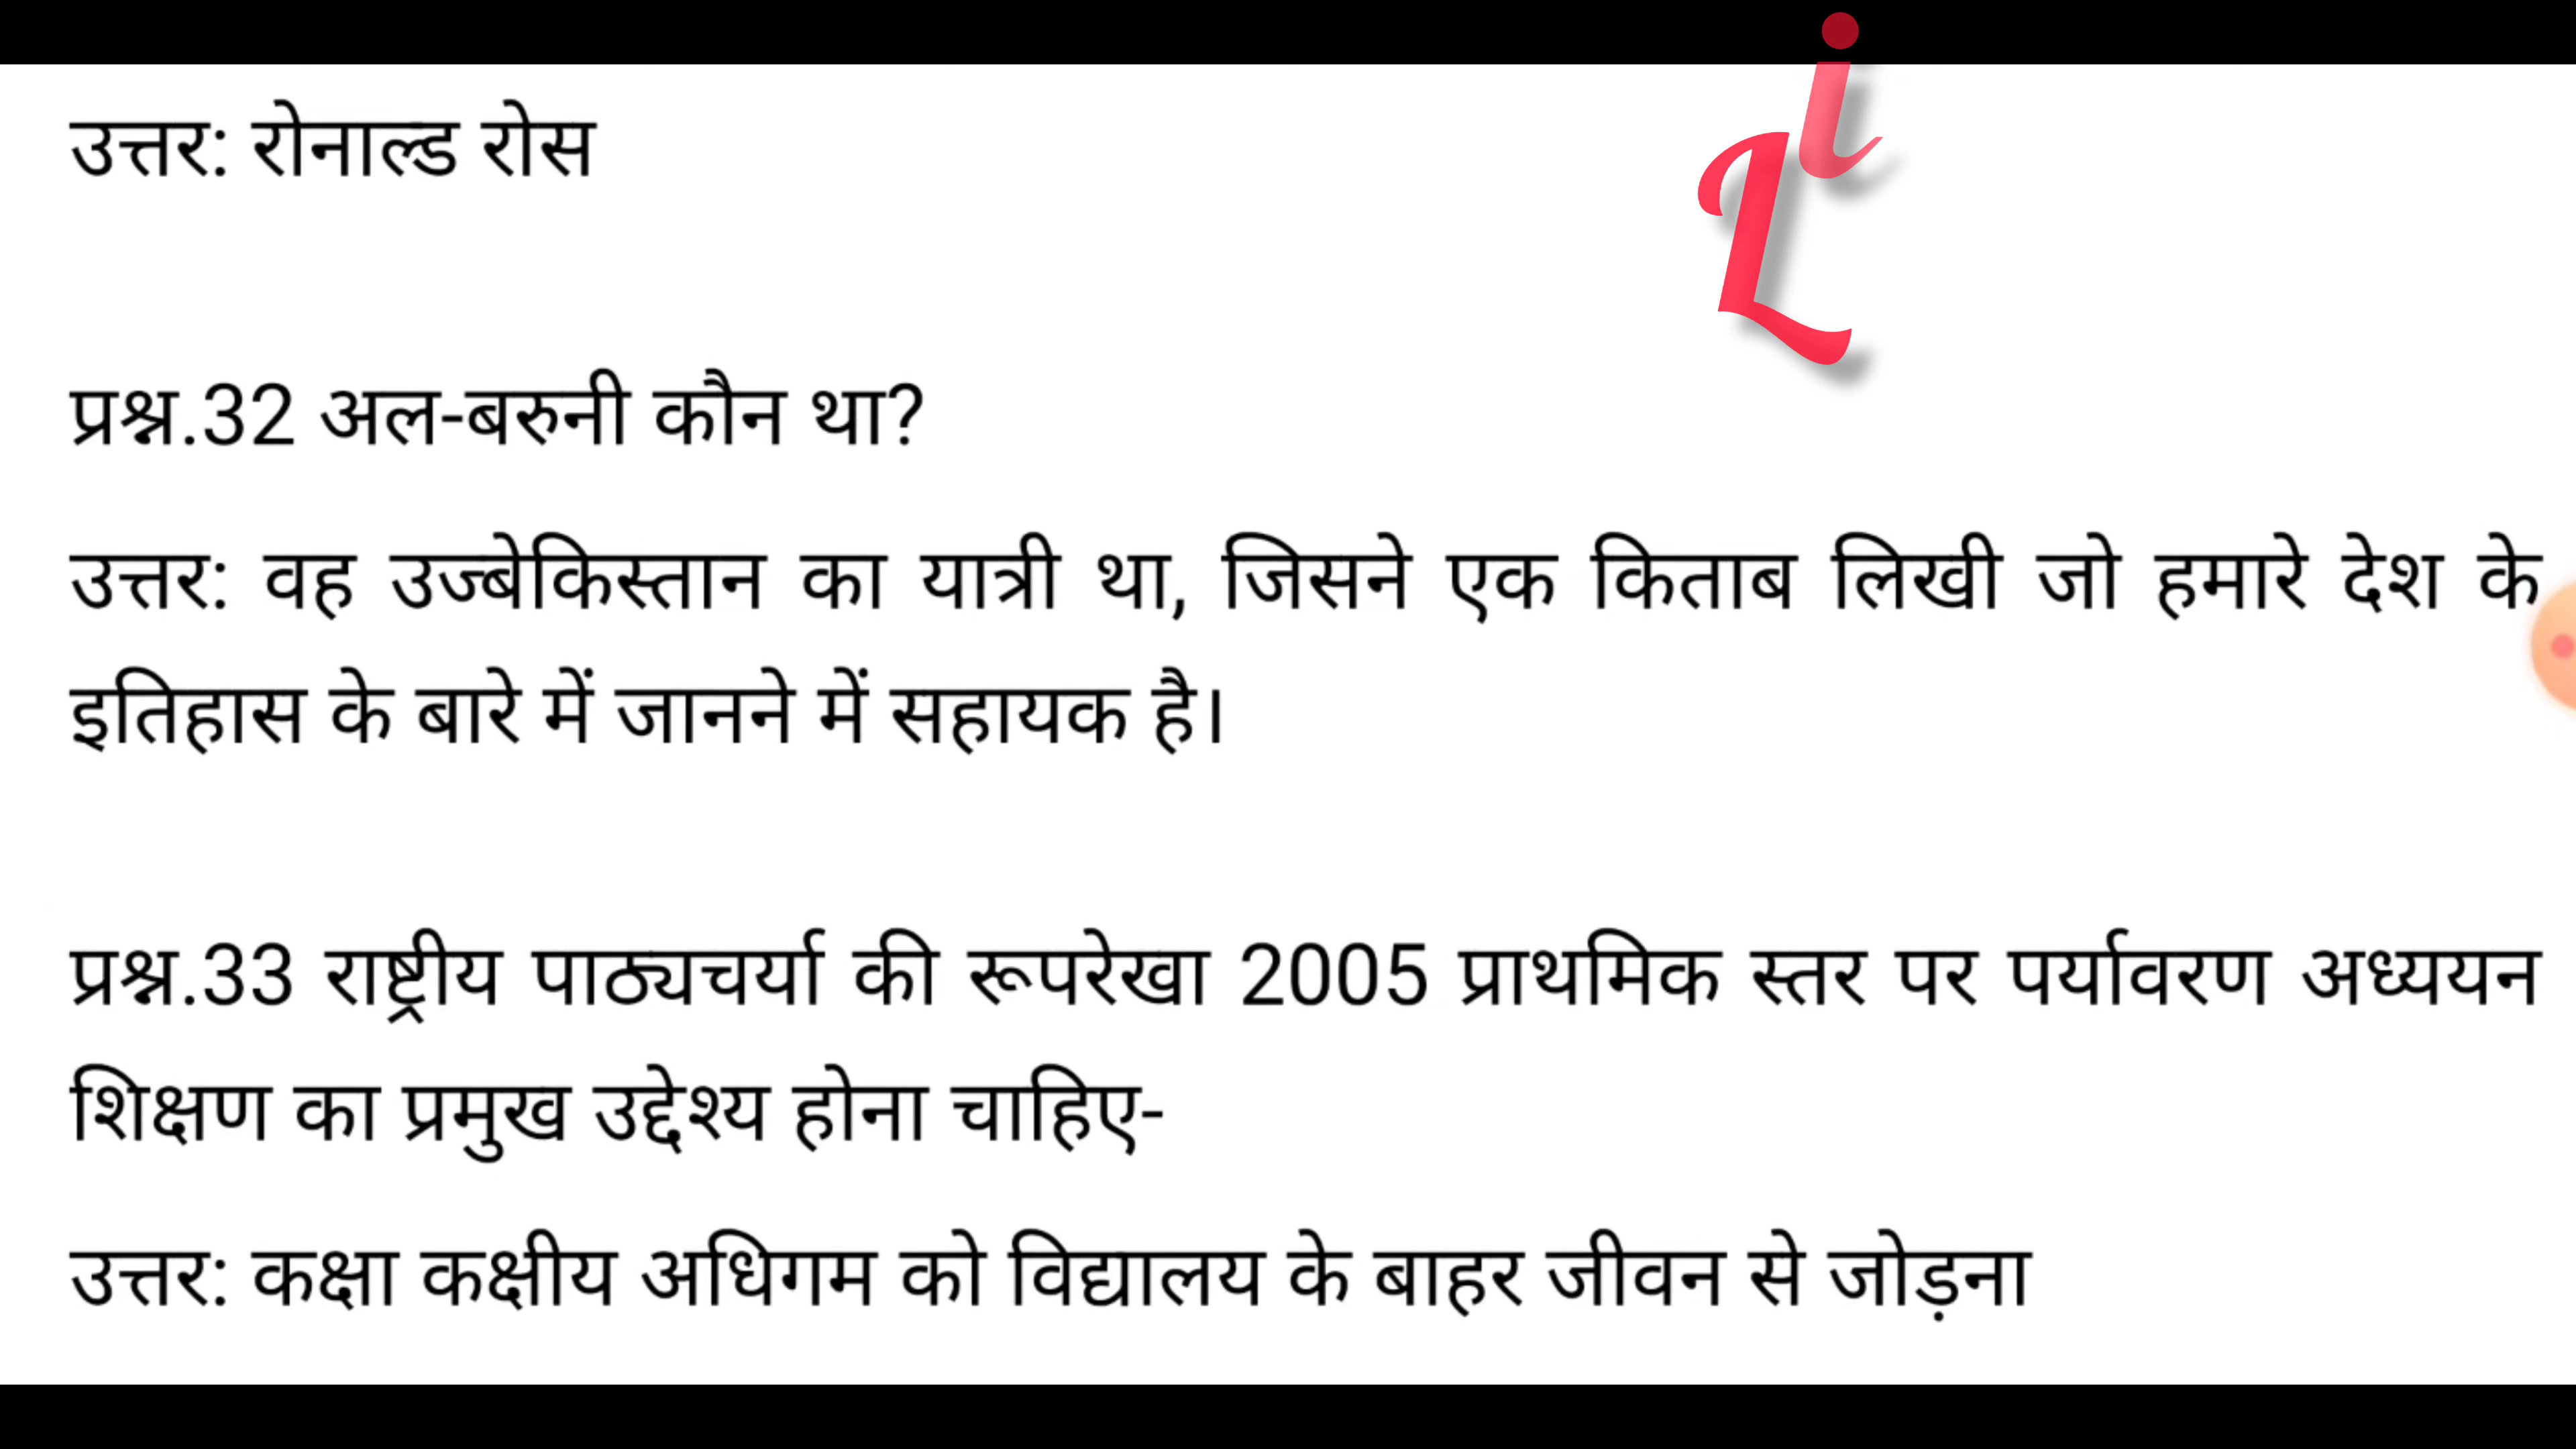 उत्तर: रोनाल्ड रोस
Li
प्रश्न.32 अल-बरुनी कौन था?
उत्तर: वह उज्बेकिस्तान का यात्री था, जिसने एक किताब लिखी जो हमारे देश के
इतिहास के बारे में जानने में सहायक है।
प्रश्न.33 राष्ट्रीय पाठ्यचर्या की रूपरेखा 2005 प्राथमिक स्तर पर पर्यावरण अध्ययन
शिक्षण का प्रमुख उद्देश्य होना चाहिए-
उत्तर: कक्षा कक्षीय अधिगम को विद्यालय के बाहर जीवन से जोड़ना